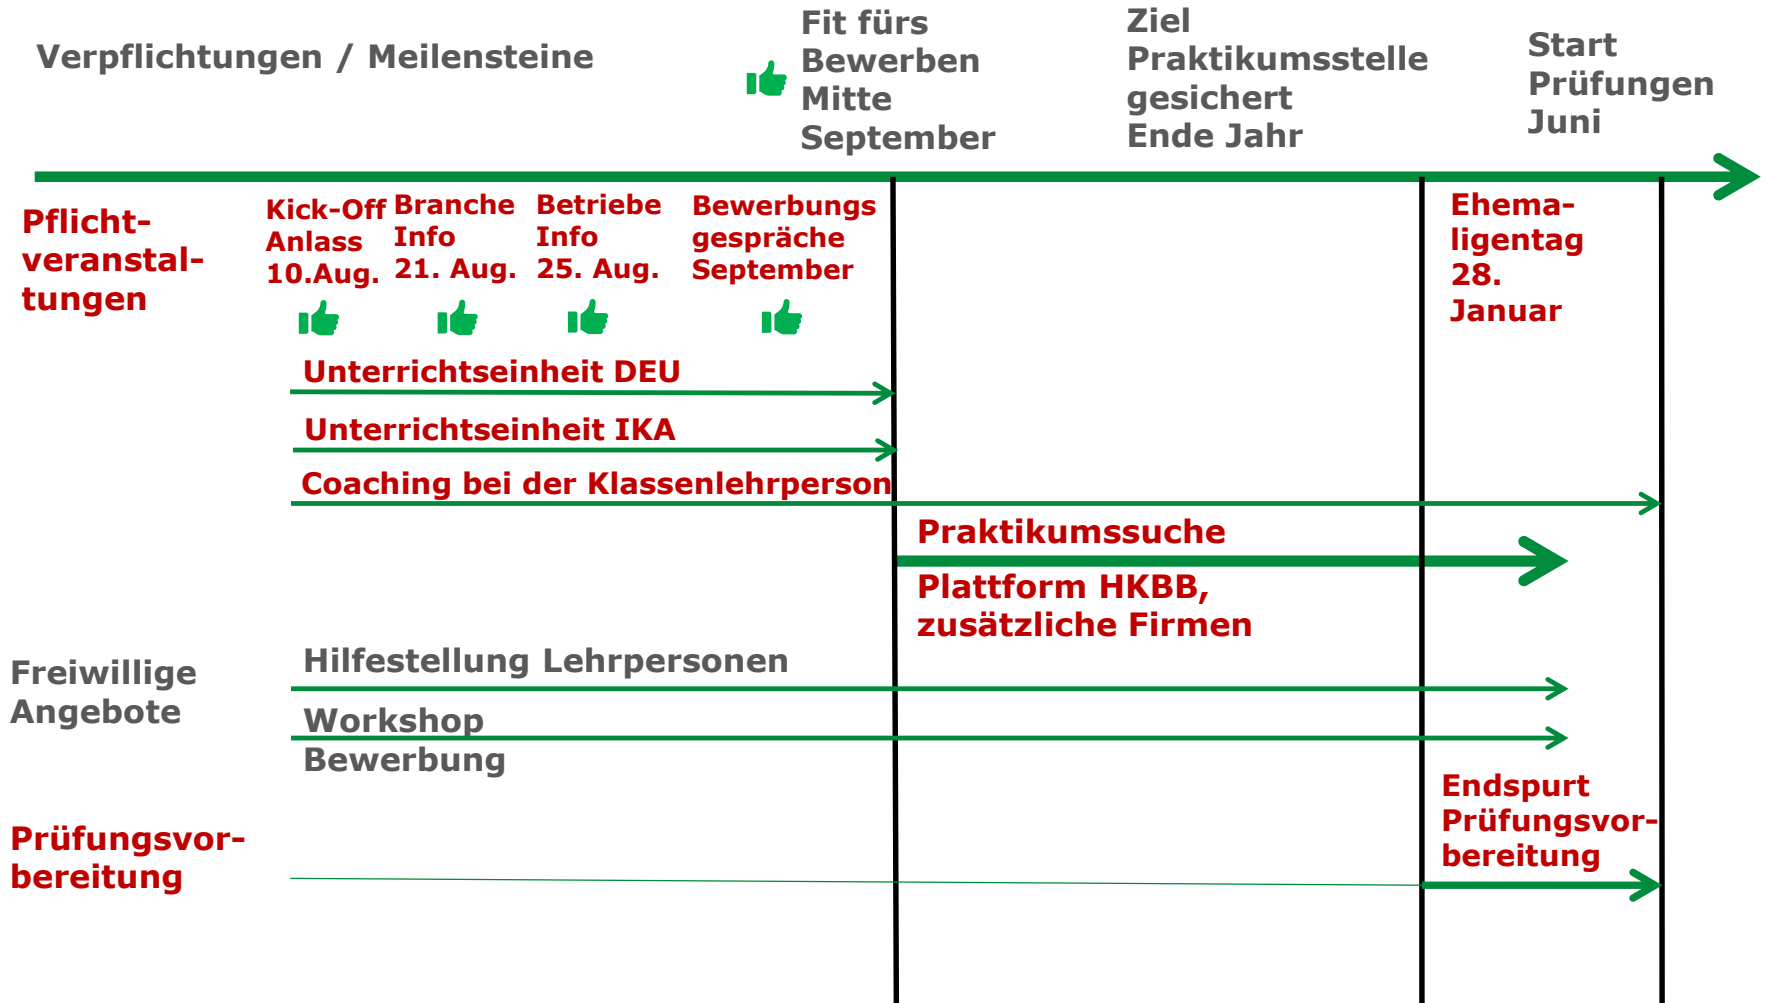 Verpflichtungen / Meilensteine
Fit fürs
Bewerben
Mitte
September
Ziel
Praktikumsstelle
gesichert
Ende Jahr
Start
Prüfungen
Juni
Pflicht-
veranstal-
tungen
Kick-Off
Anlass
10.Aug.
Branche
Info
21. Aug.
Betriebe
Info
25. Aug.
Bewerbungs
gespräche
September
Ehema-
ligentag
28.
Januar
Unterrichtseinheit DEU
Unterrichtseinheit IKA
Coaching bei der Klassenlehrperson
Praktikumssuche
Plattform HKBB,
zusätzliche Firmen
Freiwillige
Angebote
Hilfestellung Lehrpersonen
Workshop
Bewerbung
Prüfungsvor-
bereitung
Endspurt
Prüfungsvor-
bereitung